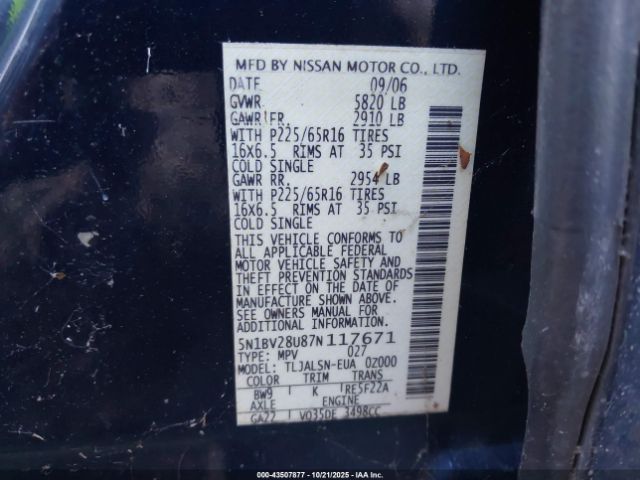 MFD BY NISSAN MOTOR CO., LTD.
DATE 09/06
GVWR. 5820 LB
GAWR FR. 2910 LB
WITH P225/65R16 TIRES
16X6.5 RIMS AT 35 PSI
COLD SINGLE
GAWR RR. 2954 LB
WITH P225/65R16 TIRES
16X6.5 RIMS AT 35 PSI
COLD SINGLE
THIS VEHICLE CONFORMS TO
ALL APPLICABLE FEDERAL
MOTOR VEHICLE SAFETY AND
THEFT PREVENTION STANDARDS
IN EFFECT ON THE DATE OF
MANUFACTURE SHOWN ABOVE.
SEE OWNERS MANUAL FOR
ADDITIONAL INFORMATION
5N1BV28U87N117671
TYPE: MPV 027
MODEL: TLJALSN-EUA 0Z000
COLOR TRIM TRANS
BW9 K RE5F22A
AXLE ENGINE
GA22 VQ35DE 3498CC
000-43507877 - 10/21/2025 - COPYRIGHT © IAA, LLC.